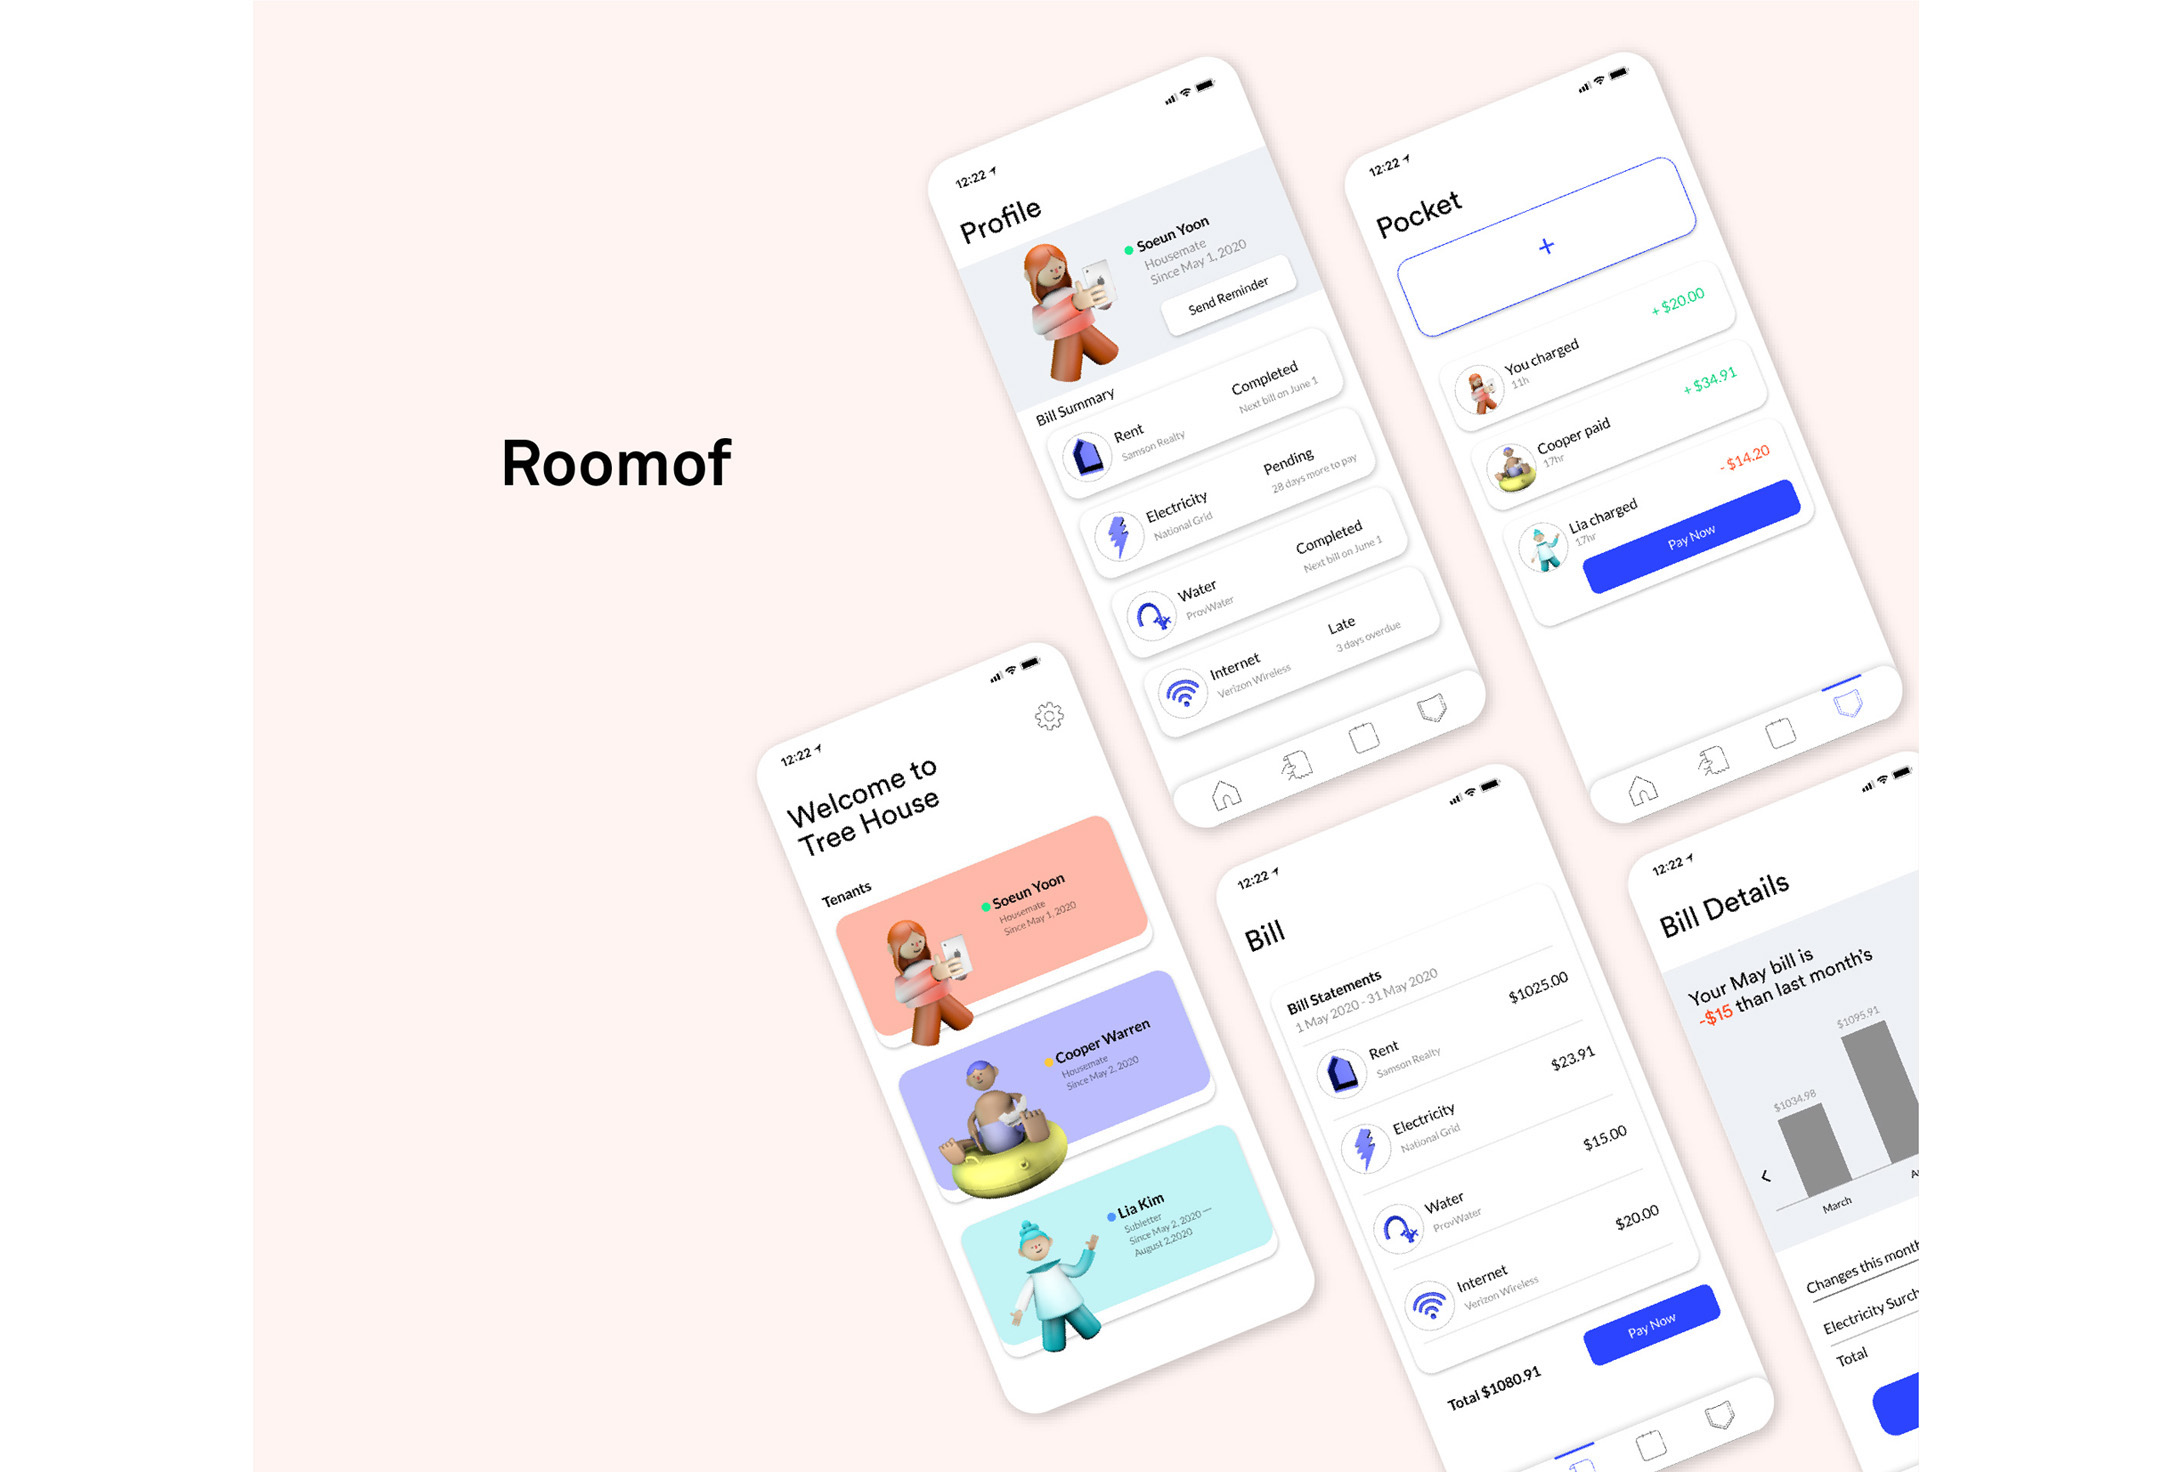 Roomof
12:22
Profile
Soeun Yoon
Housemate
Since May 1, 2020
Send Reminder
Bill Summary
Rent
Samson Realty
Completed
Next bill on June 1
Electricity
National Grid
Pending
28 days more to pay
Water
ProvWater
Completed
Next bill on June 1
Internet
Verizon Wireless
Late
3 days overdue
12:22
Pocket
+
You charged
11h
+ $20.00
Cooper paid
17hr
+ $34.91
Lia charged
17hr
- $14.20
Pay Now
12:22
Welcome to
Tree House
Tenants
Soeun Yoon
Housemate
Since May 1, 2020
Cooper Warren
Housemate
Since May 2, 2020
Lia Kim
Subletter
Since May 2, 2020 —
August 2,2020
12:22
Bill
Bill Statements
1 May 2020 - 31 May 2020
Rent
Samson Realty
$1025.00
Electricity
National Grid
$23.91
Water
ProvWater
$15.00
Internet
Verizon Wireless
$20.00
Total $1080.91
Pay Now
12:22
Bill Details
Your May bill is
-$15 than last month's
$1034.98
$1095.91
March
Changes this month
Electricity Surch
Total